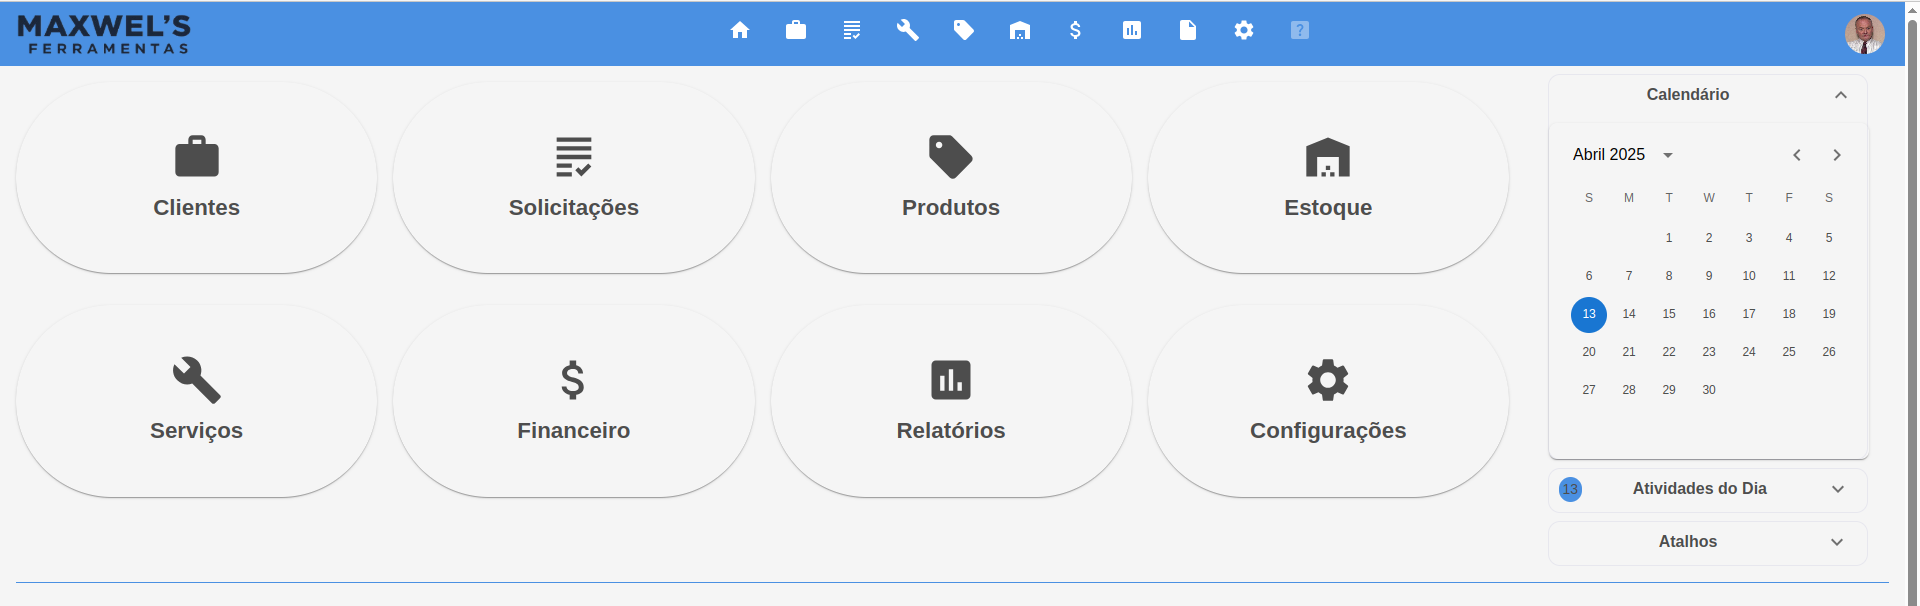 MAXWEL'S
FERRAMENTAS
$
?
Clientes
Solicitações
Produtos
Estoque
Serviços
$
Financeiro
Relatórios
Configurações
Calendário
Abril 2025
S M T W T F S
1 2 3 4 5
6 7 8 9 10 11 12
13 14 15 16 17 18 19
20 21 22 23 24 25 26
27 28 29 30
13 Atividades do Dia
Atalhos